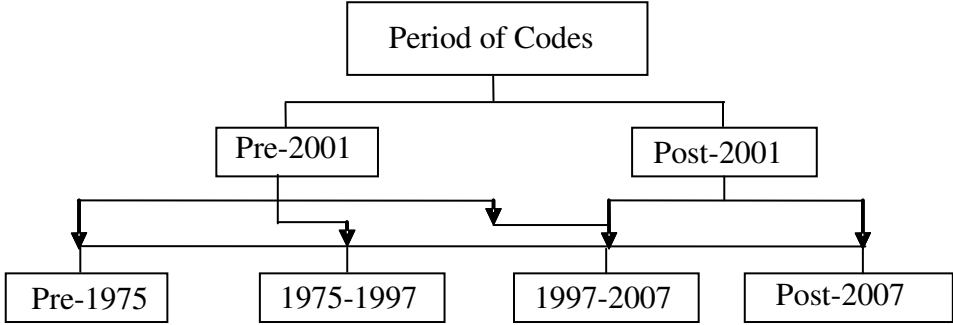 Period of Codes
Pre-2001
Post-2001
Pre-1975
1975-1997
1997-2007
Post-2007